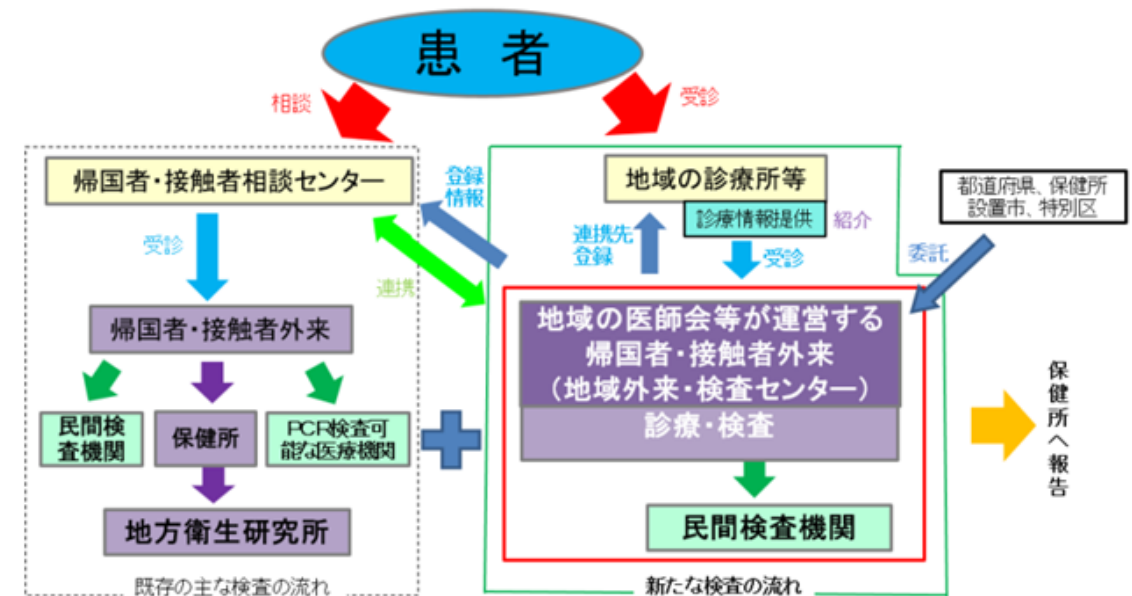 患　者
相談
受診
帰国者・接触者相談センター
受診
帰国者・接触者外来
民間検
査機関
保健所
PCR検査可
能な医療機関
地方衛生研究所
既存の主な検査の流れ
登録
情報
連携
地域の診療所等
診療情報提供
紹介
連携先
登録
受診
都道府県、保健所
設置市、特別区
委託
地域の医師会等が運営する
帰国者・接触者外来
（地域外来・検査センター）
診療・検査
民間検査機関
新たな検査の流れ
保健所へ報告